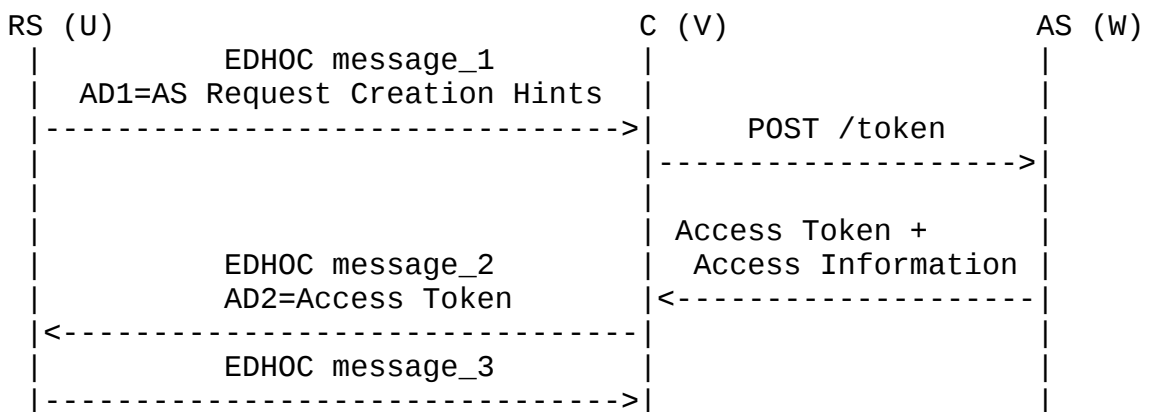 RS (U) C (V) AS (W)
EDHOC message_1
AD1=AS Request Creation Hints
POST /token
Access Token +
EDHOC message_2 Access Information
AD2=Access Token
EDHOC message_3